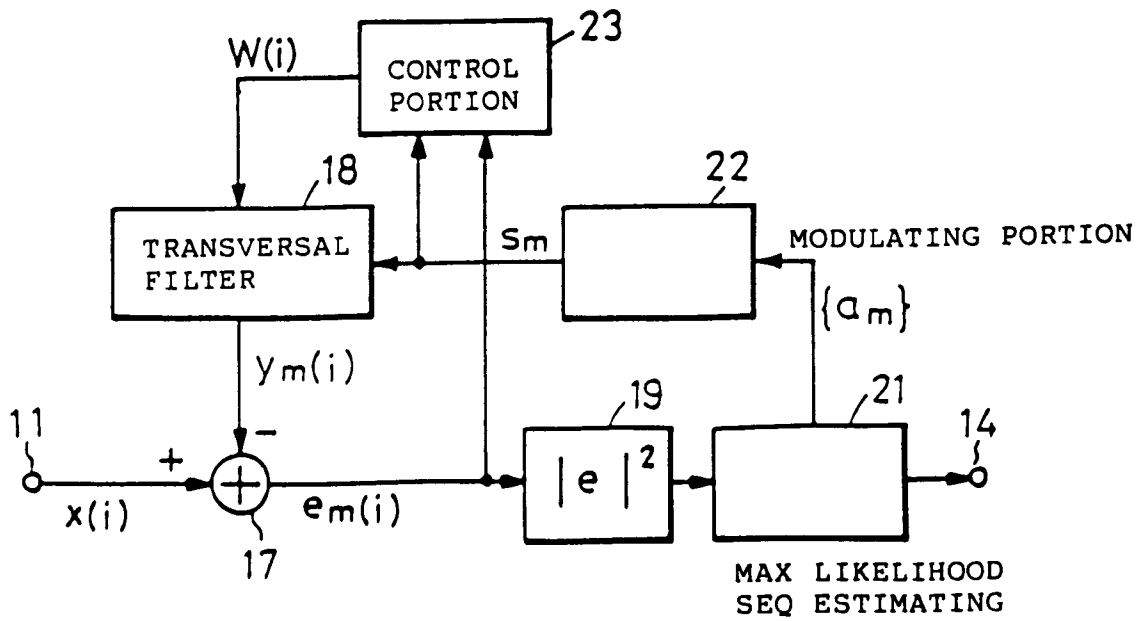 23
W(i)
CONTROL
PORTION
18
22
TRANSVERSAL
FILTER
Sm
MODULATING PORTION
{am}
ym(i)
19
21
11
14
+
−
+
|e|²
x(i)
em(i)
17
MAX LIKELIHOOD
SEQ ESTIMATING